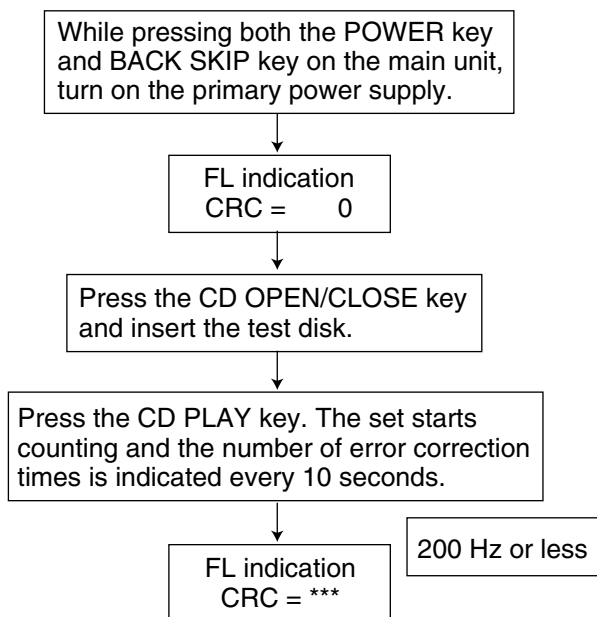 While pressing both the POWER key
and BACK SKIP key on the main unit,
turn on the primary power supply.
FL indication
CRC = 0
Press the CD OPEN/CLOSE key
and insert the test disk.
Press the CD PLAY key. The set starts
counting and the number of error correction
times is indicated every 10 seconds.
200 Hz or less
FL indication
CRC = ***